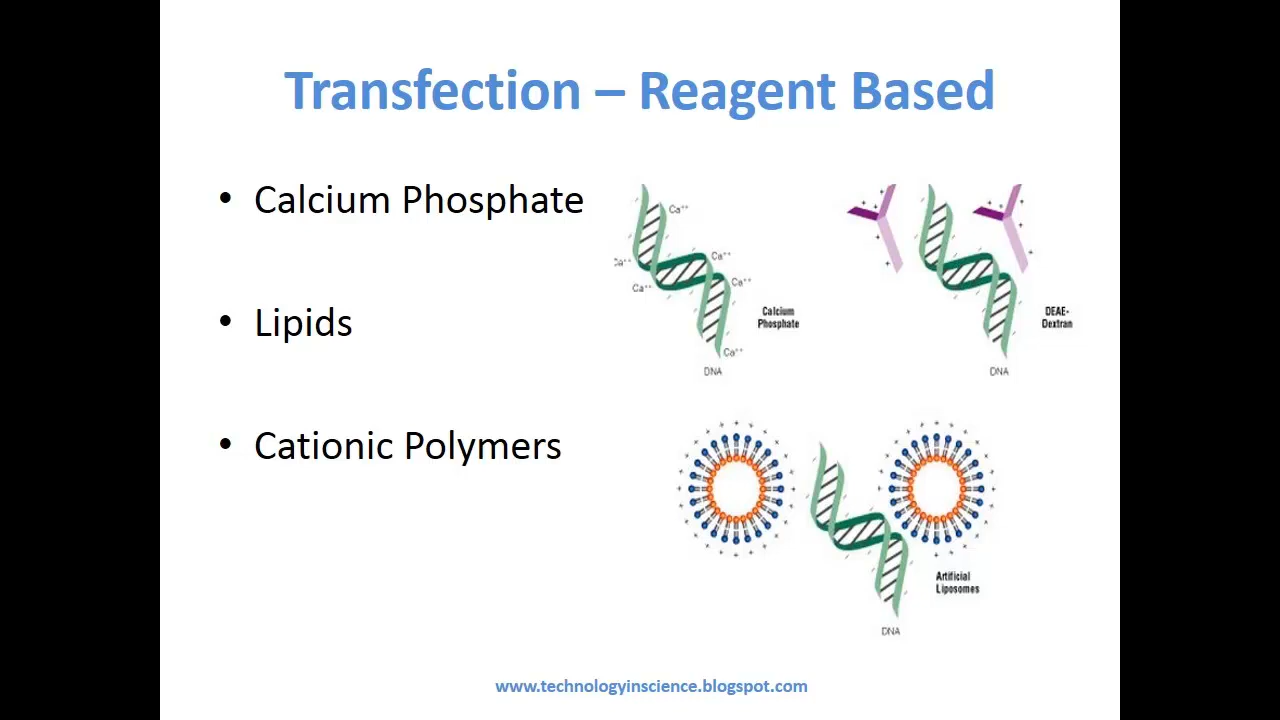 Transfection – Reagent Based
• Calcium Phosphate
• Lipids
• Cationic Polymers
Ca⁺⁺
Ca⁺⁺
Ca⁺⁺
Ca⁺⁺
Ca⁺⁺
Ca⁺⁺
Calcium
Phosphate
DNA
DEAE-
Dextran
DNA
Artificial
Liposomes
DNA
www.technologyinscience.blogspot.com